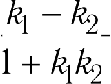 k₁ − k₂
1 + k₁k₂